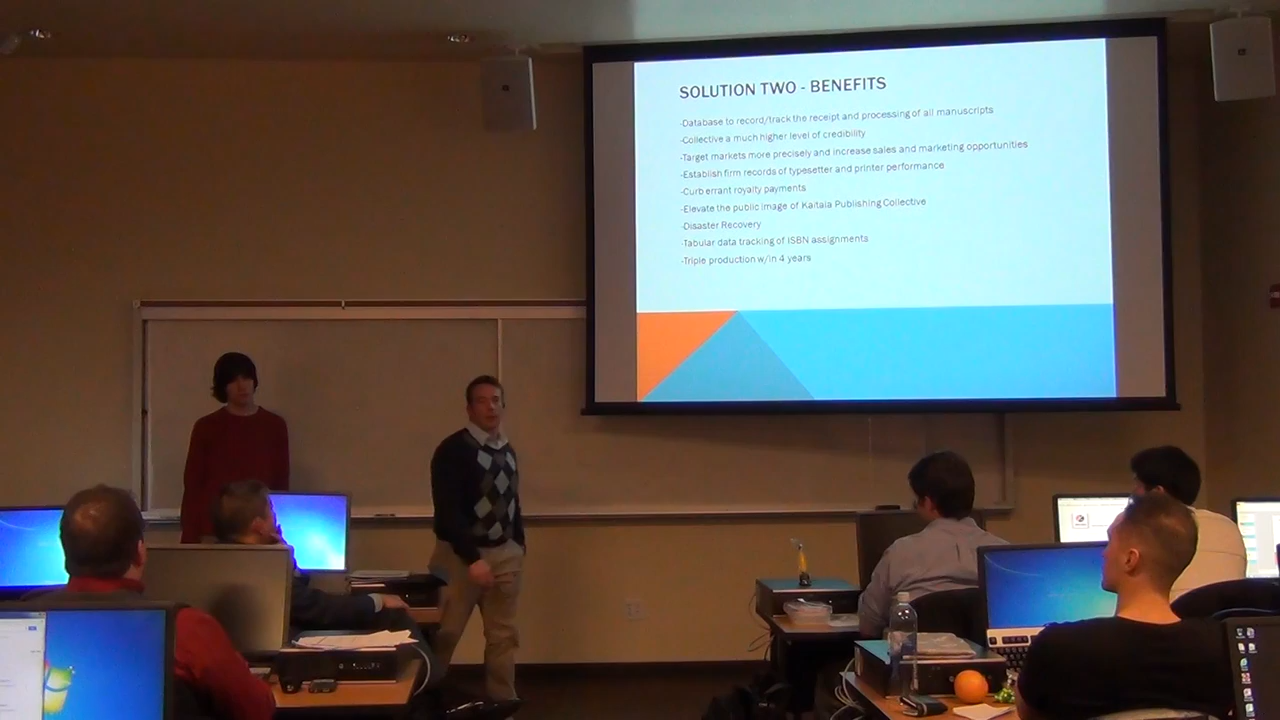 SOLUTION TWO - BENEFITS
-Database to record/track the receipt and processing of all manuscripts
-Collective a much higher level of credibility
-Target markets more precisely and increase sales and marketing opportunities
-Establish firm records of typesetter and printer performance
-Curb errant royalty payments
-Elevate the public image of Kaitaia Publishing Collective
-Disaster Recovery
-Tabular data tracking of ISBN assignments
-Triple production w/in 4 years